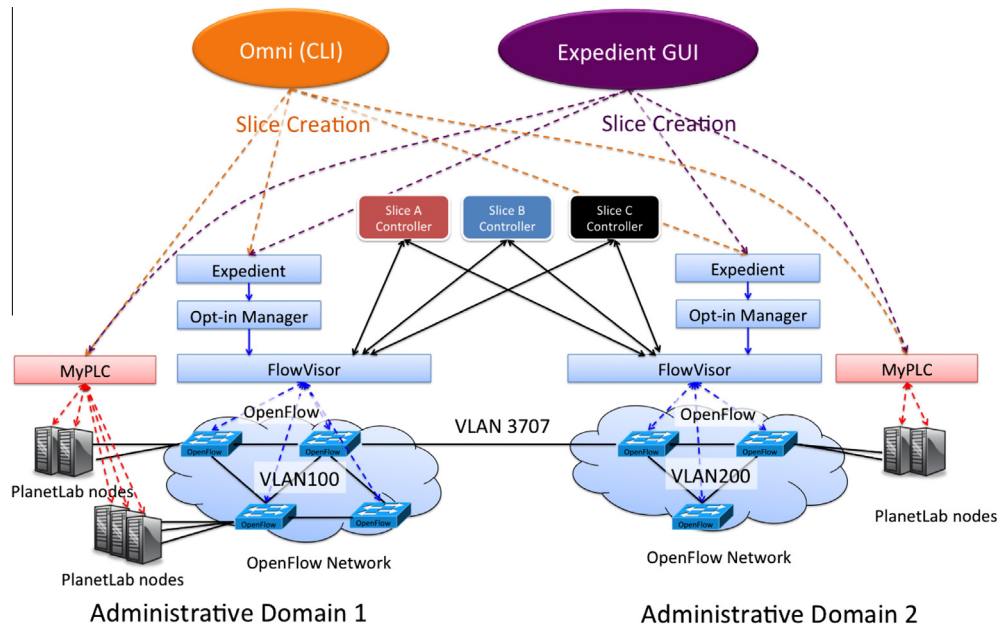 Omni (CLI)
Expedient GUI
Slice Creation
Slice Creation
Slice A
Controller
Slice B
Controller
Slice C
Controller
Expedient
Expedient
Opt-in Manager
Opt-in Manager
MyPLC
FlowVisor
FlowVisor
MyPLC
OpenFlow
OpenFlow
VLAN 3707
OpenFlow
OpenFlow
OpenFlow
OpenFlow
VLAN100
VLAN200
PlanetLab nodes
OpenFlow
OpenFlow
OpenFlow
PlanetLab nodes
OpenFlow Network
OpenFlow Network
PlanetLab nodes
Administrative Domain 1
Administrative Domain 2